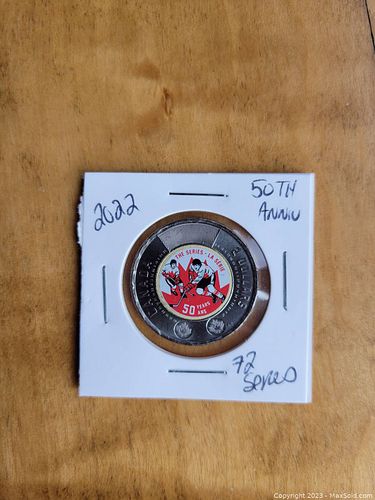 2022
50TH
ANNIV
THE SERIES - LA SÉRIE
CANADA
2 DOLLARS
50 YEARS
ANS
72
SERIES
Copyright 2023 - MaxSold.com